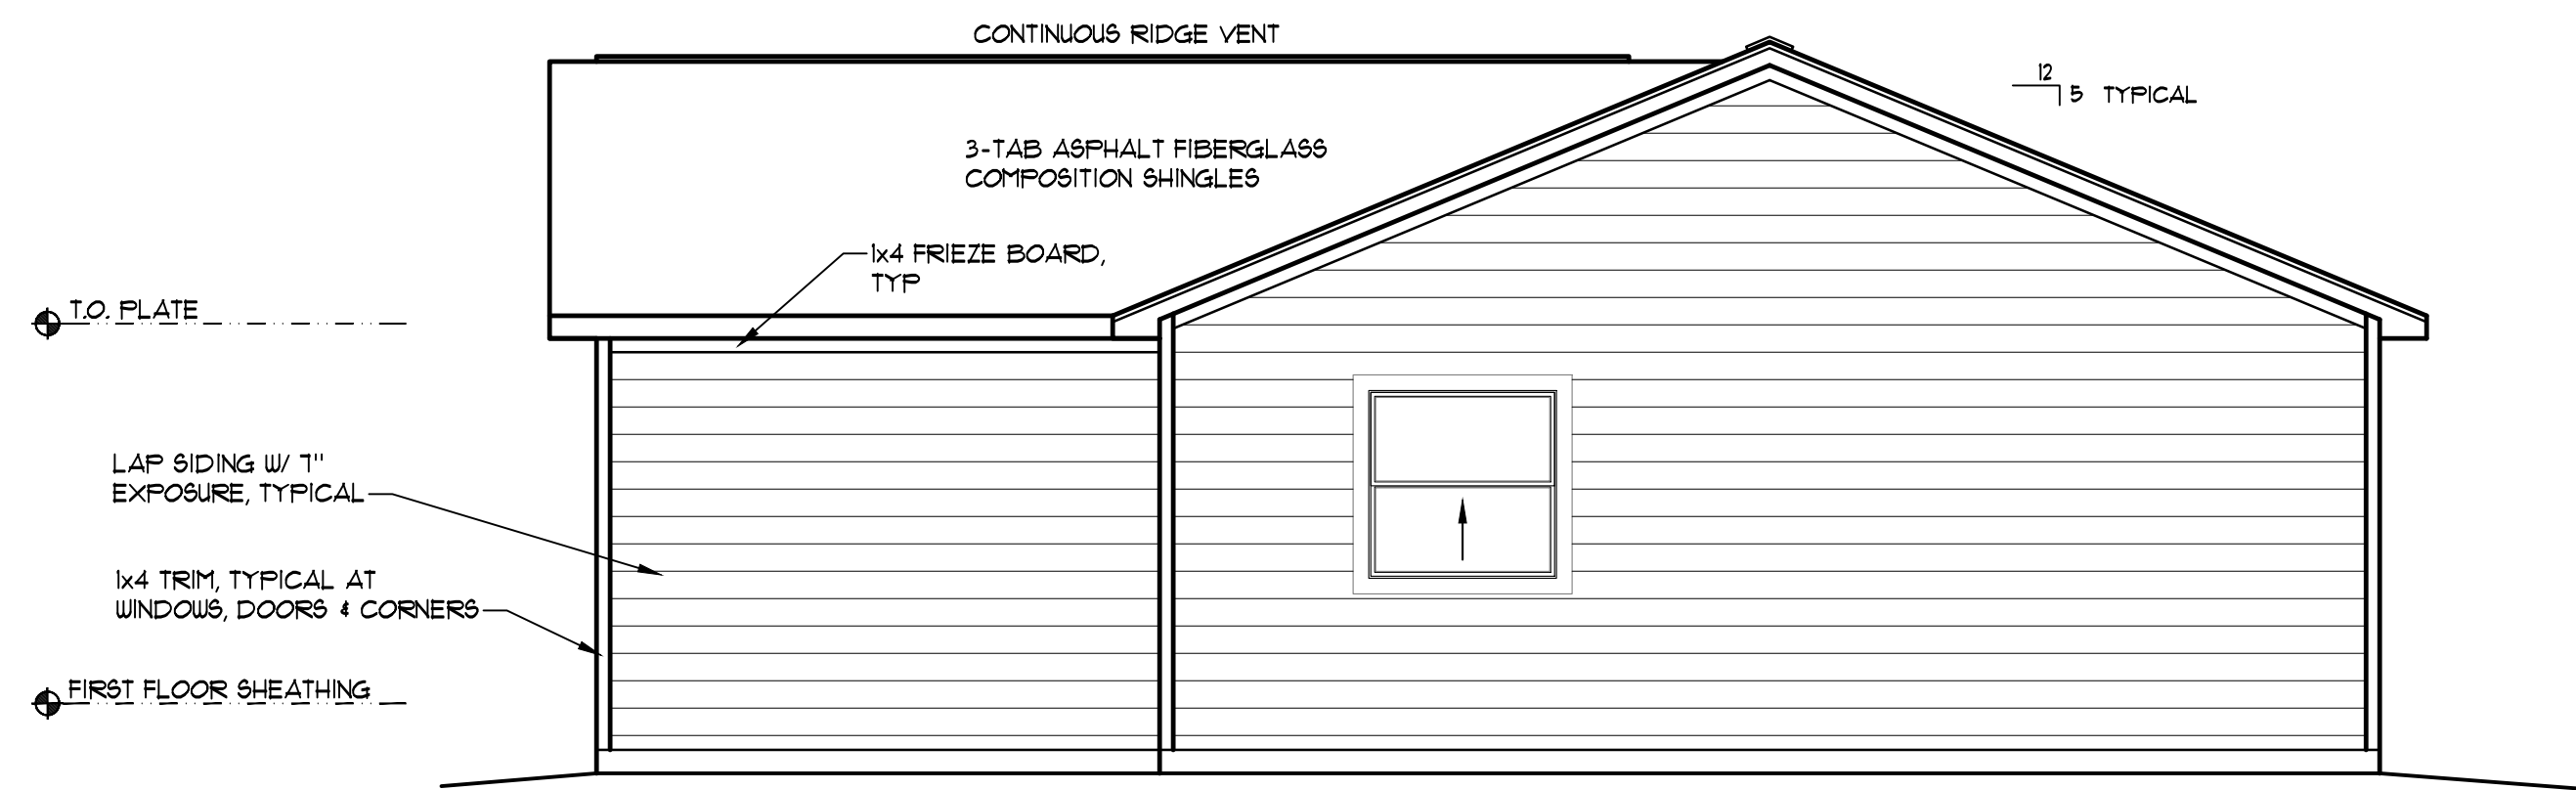 CONTINUOUS RIDGE VENT
12
5 TYPICAL
3-TAB ASPHALT FIBERGLASS
COMPOSITION SHINGLES
1x4 FRIEZE BOARD,
TYP
T.O. PLATE
LAP SIDING W/ 7"
EXPOSURE, TYPICAL
1x4 TRIM, TYPICAL AT
WINDOWS, DOORS & CORNERS
FIRST FLOOR SHEATHING